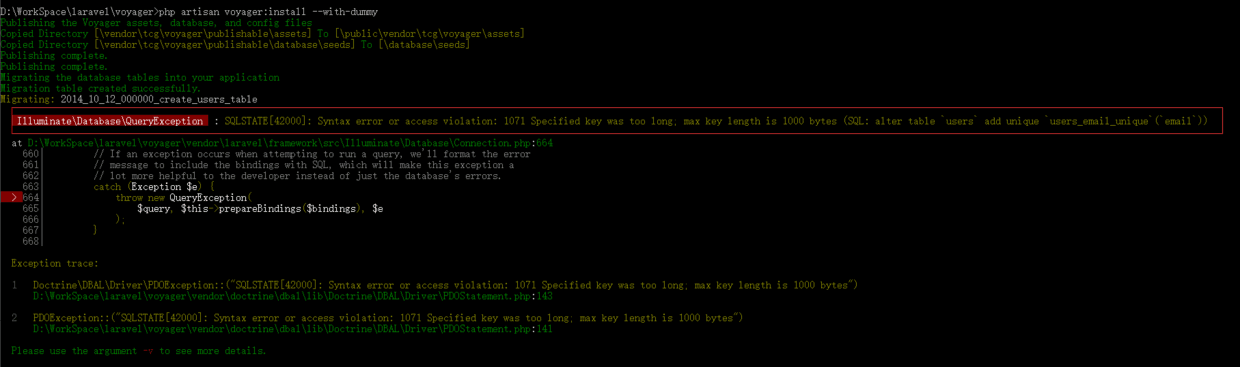 D:\WorkSpace\laravel\voyager>php artisan voyager:install --with-dummy
Publishing the Voyager assets, database, and config files
Copied Directory [\vendor\tcg\voyager\publishable\assets] To [\public\vendor\tcg\voyager\assets]
Copied Directory [\vendor\tcg\voyager\publishable\database\seeds] To [\database\seeds]
Publishing complete.
Publishing complete.
Migrating the database tables into your application
Migration table created successfully.
Migrating: 2014_10_12_000000_create_users_table
Illuminate\Database\QueryException : SQLSTATE[42000]: Syntax error or access violation: 1071 Specified key was too long; max key length is 1000 bytes (SQL: alter table `users` add unique `users_email_unique`(`email`))
at D:\WorkSpace\laravel\voyager\vendor\laravel\framework\src\Illuminate\Database\Connection.php:664
660| // If an exception occurs when attempting to run a query, we'll format the error
661| // message to include the bindings with SQL, which will make this exception a
662| // lot more helpful to the developer instead of just the database's errors.
663| catch (Exception $e) {
> 664| throw new QueryException(
665| $query, $this->prepareBindings($bindings), $e
666| );
667| }
668|
Exception trace:
1 Doctrine\DBAL\Driver\PDOException::("SQLSTATE[42000]: Syntax error or access violation: 1071 Specified key was too long; max key length is 1000 bytes")
D:\WorkSpace\laravel\voyager\vendor\doctrine\dbal\lib\Doctrine\DBAL\Driver\PDOStatement.php:143
2 PDOException::("SQLSTATE[42000]: Syntax error or access violation: 1071 Specified key was too long; max key length is 1000 bytes")
D:\WorkSpace\laravel\voyager\vendor\doctrine\dbal\lib\Doctrine\DBAL\Driver\PDOStatement.php:141
Please use the argument -v to see more details.